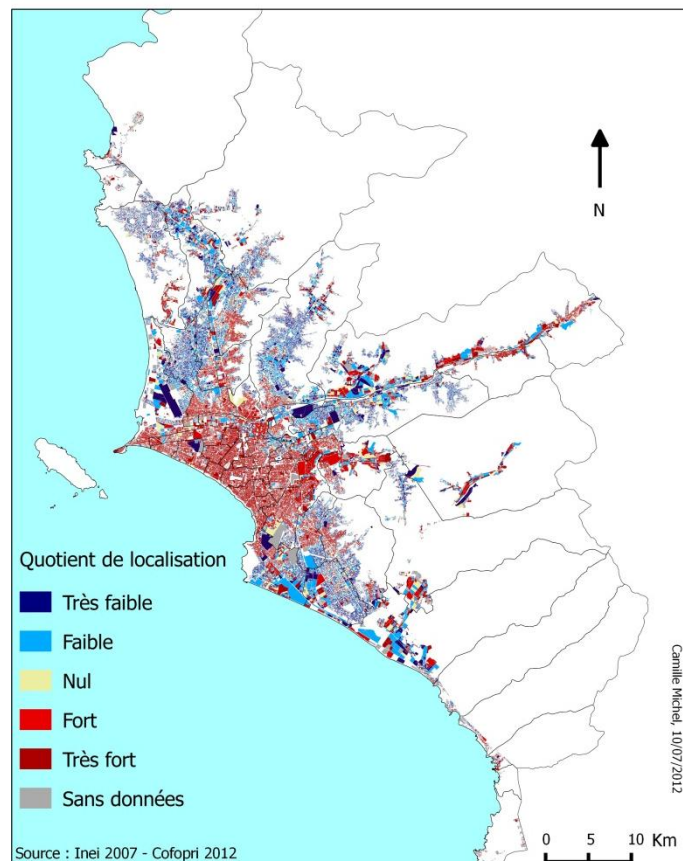 N
Quotient de localisation
Très faible
Faible
Nul
Fort
Très fort
Sans données
Camille Michel, 10/07/2012
Source : Inei 2007 - Cofopri 2012
0 5 10 Km